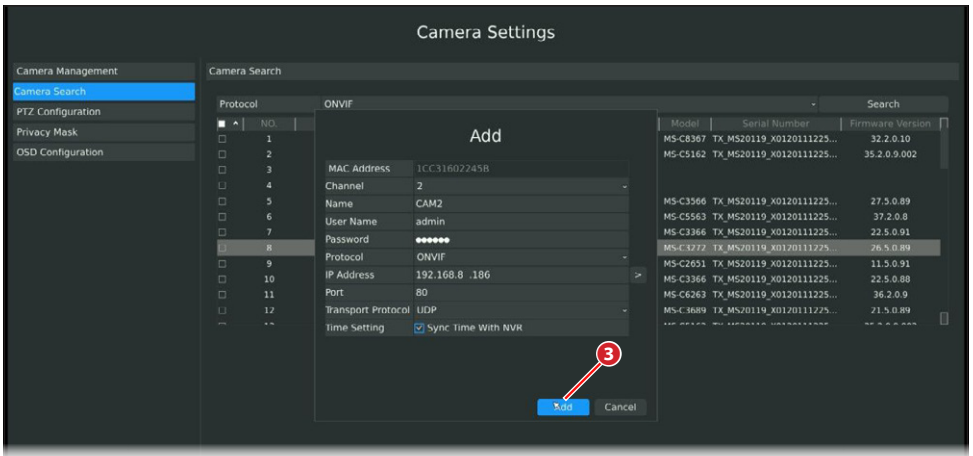 Camera Settings
Camera Management
Camera Search
PTZ Configuration
Privacy Mask
OSD Configuration
Camera Search
Protocol ONVIF Search
NO. Model Serial Number Firmware Version
1 MS-C8367 TX_MS20119_X0120111225... 32.2.0.10
2 MS-C5162 TX_MS20119_X0120111225... 35.2.0.9.002
3
4
5 MS-C3566 TX_MS20119_X0120111225... 27.5.0.89
6 MS-C5563 TX_MS20119_X0120111225... 37.2.0.8
7 MS-C3366 TX_MS20119_X0120111225... 22.5.0.91
8 MS-C3272 TX_MS20119_X0120111225... 26.5.0.89
9 MS-C2651 TX_MS20119_X0120111225... 11.5.0.91
10 MS-C3366 TX_MS20119_X0120111225... 22.5.0.88
11 MS-C6263 TX_MS20119_X0120111225... 36.2.0.9
12 MS-C3689 TX_MS20119_X0120111225... 21.5.0.89
Add
MAC Address 1CC31602245B
Channel 2
Name CAM2
User Name admin
Password ●●●●●●
Protocol ONVIF
IP Address 192.168.8 .186 >
Port 80
Transport Protocol UDP
Time Setting Sync Time With NVR
3
Add Cancel